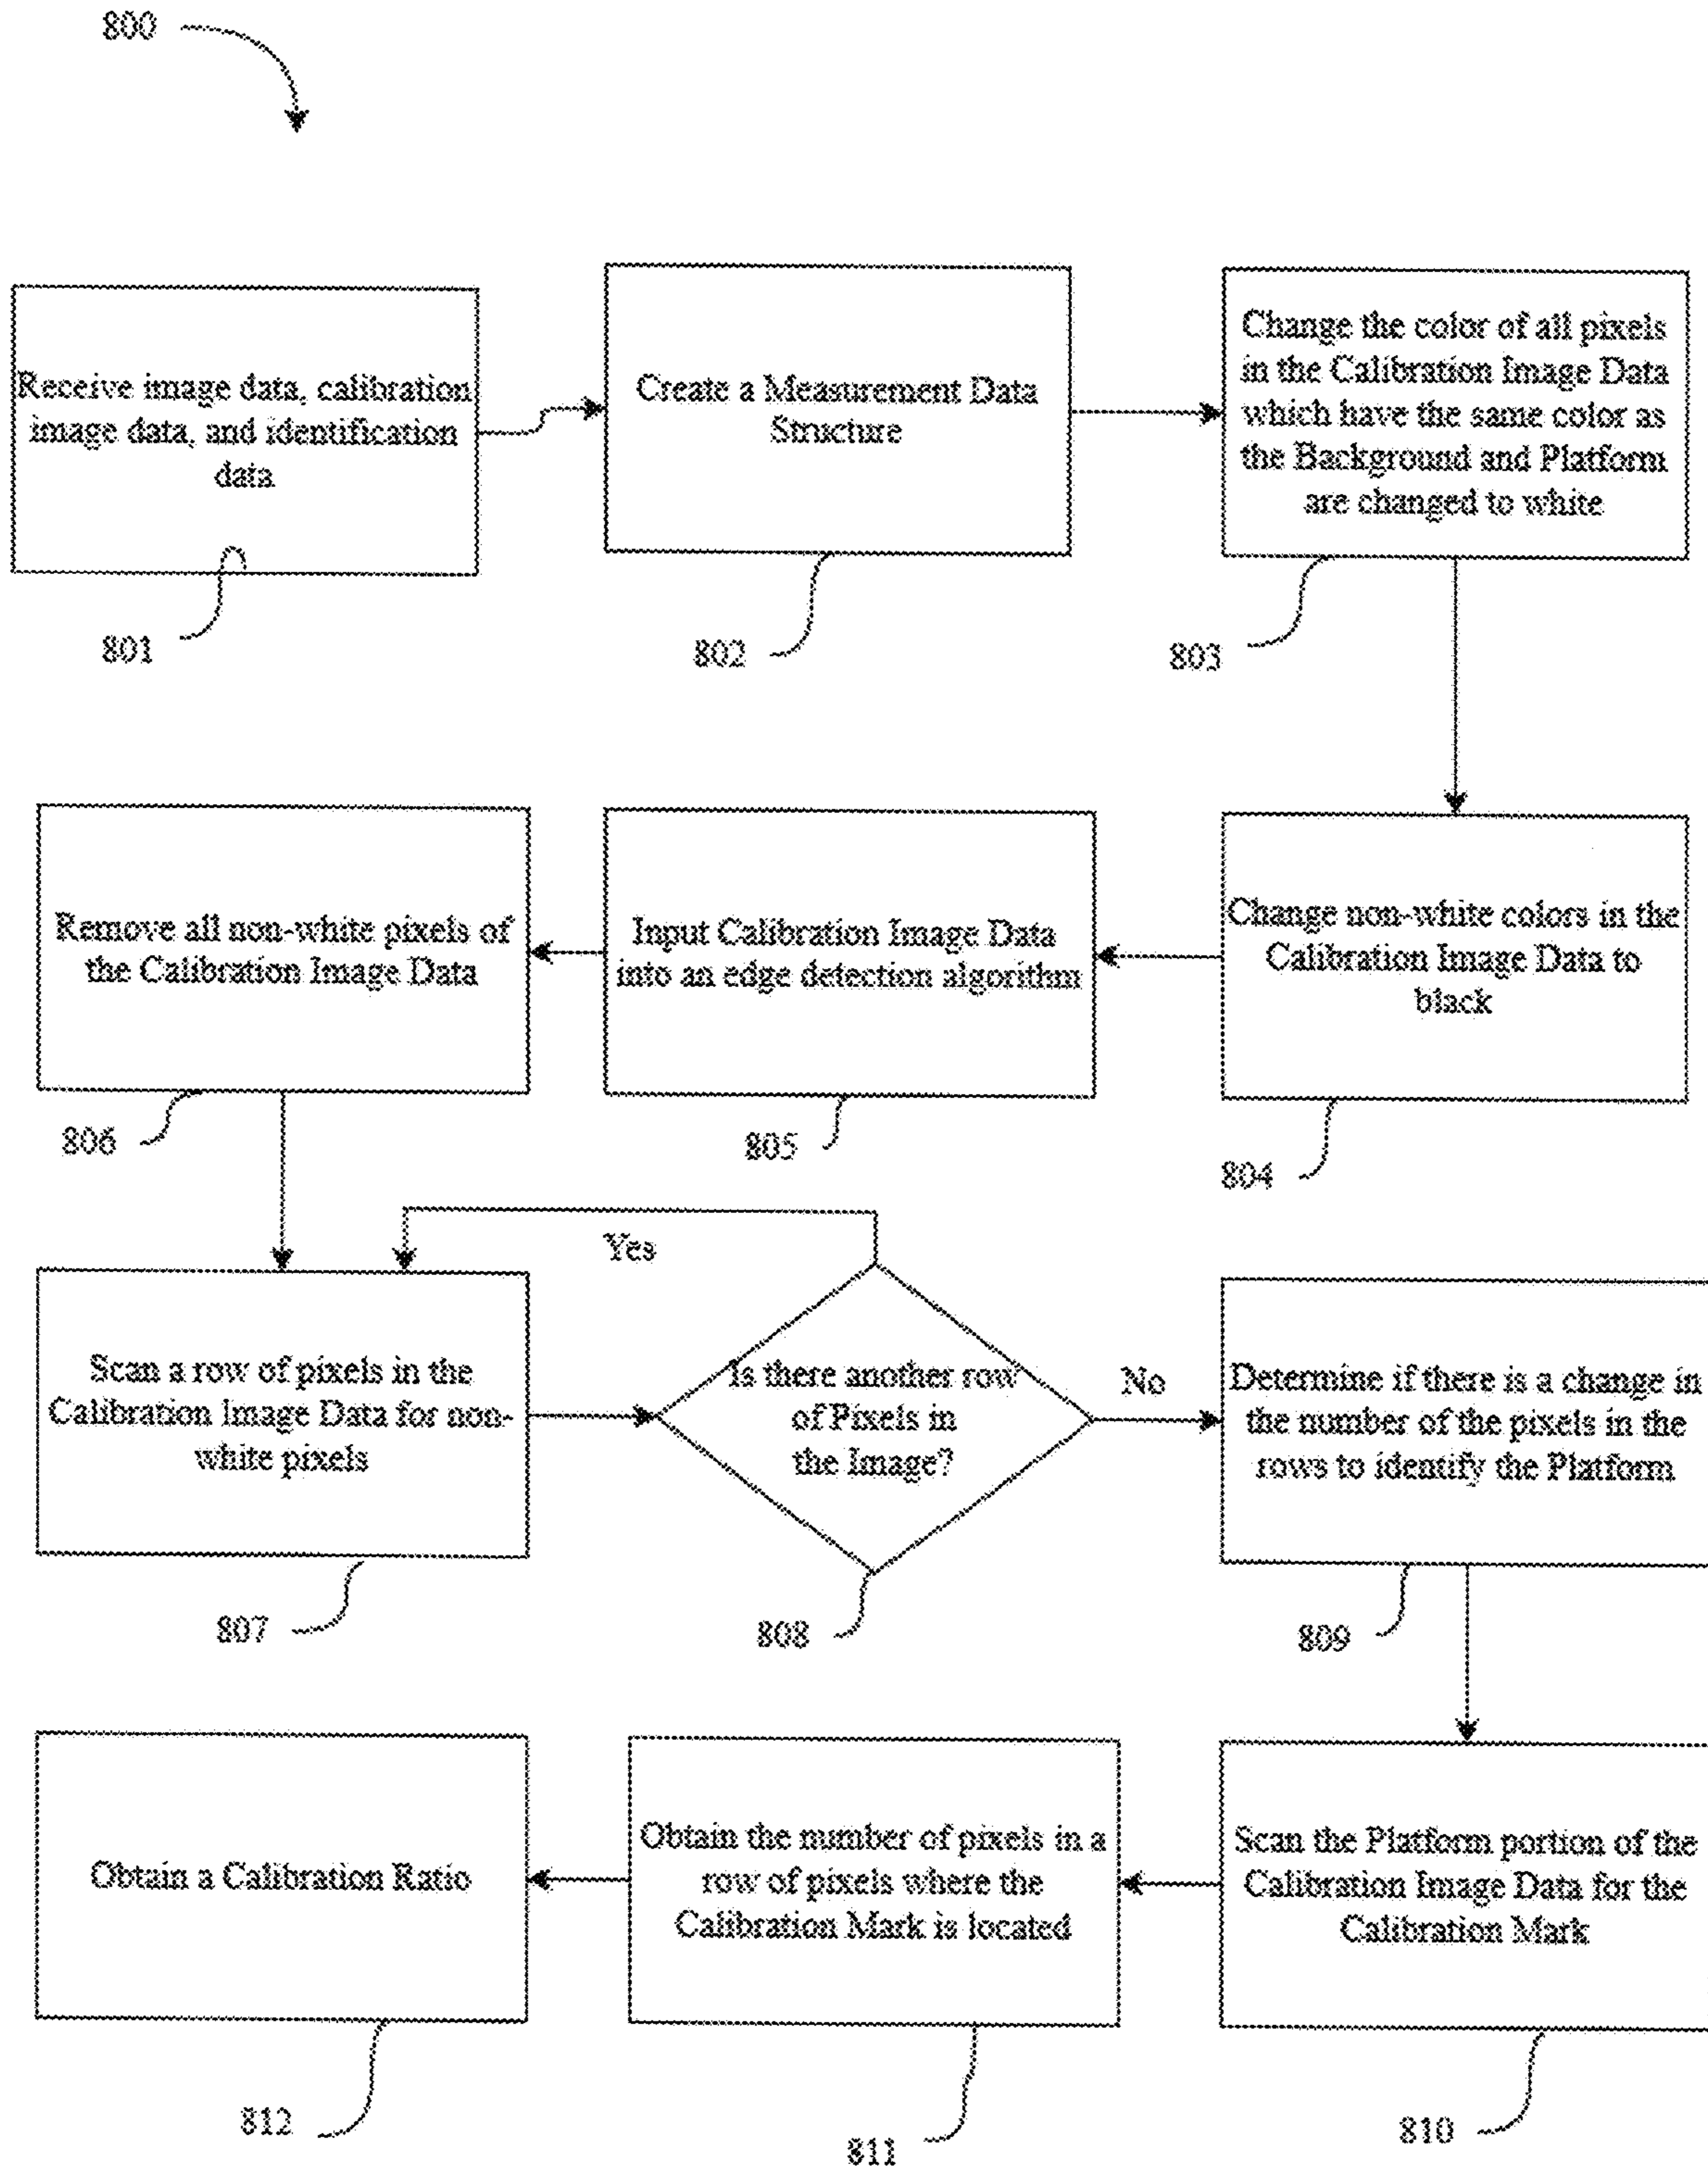 800
Receive image data, calibration
image data, and identification
data
801
Create a Measurement Data
Structure
802
Change the color of all pixels
in the Calibration Image Data
which have the same color as
the Background and Platform
are changed to white
803
Change non-white colors in the
Calibration Image Data to
black
804
Input Calibration Image Data
into an edge detection algorithm
805
Remove all non-white pixels of
the Calibration Image Data
806
Scan a row of pixels in the
Calibration Image Data for non-
white pixels
807
Yes
Is there another row
of Pixels in
the Image?
808
No
Determine if there is a change in
the number of the pixels in the
rows to identify the Platform
809
Scan the Platform portion of the
Calibration Image Data for the
Calibration Mark
810
Obtain the number of pixels in a
row of pixels where the
Calibration Mark is located
811
Obtain a Calibration Ratio
812